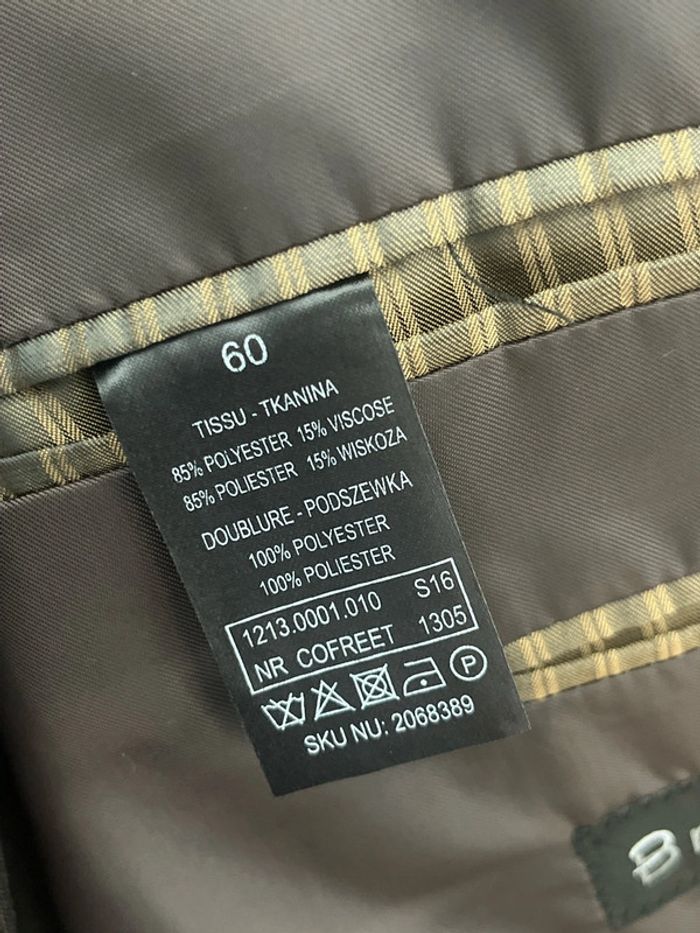 60
TISSU - TKANINA
85% POLYESTER 15% VISCOSE
85% POLIESTER 15% WISKOZA
DOUBLURE - PODSZEWKA
100% POLYESTER
100% POLIESTER
1213.0001.010 S16
NR COFREET 1305
P
SKU NU: 2068389